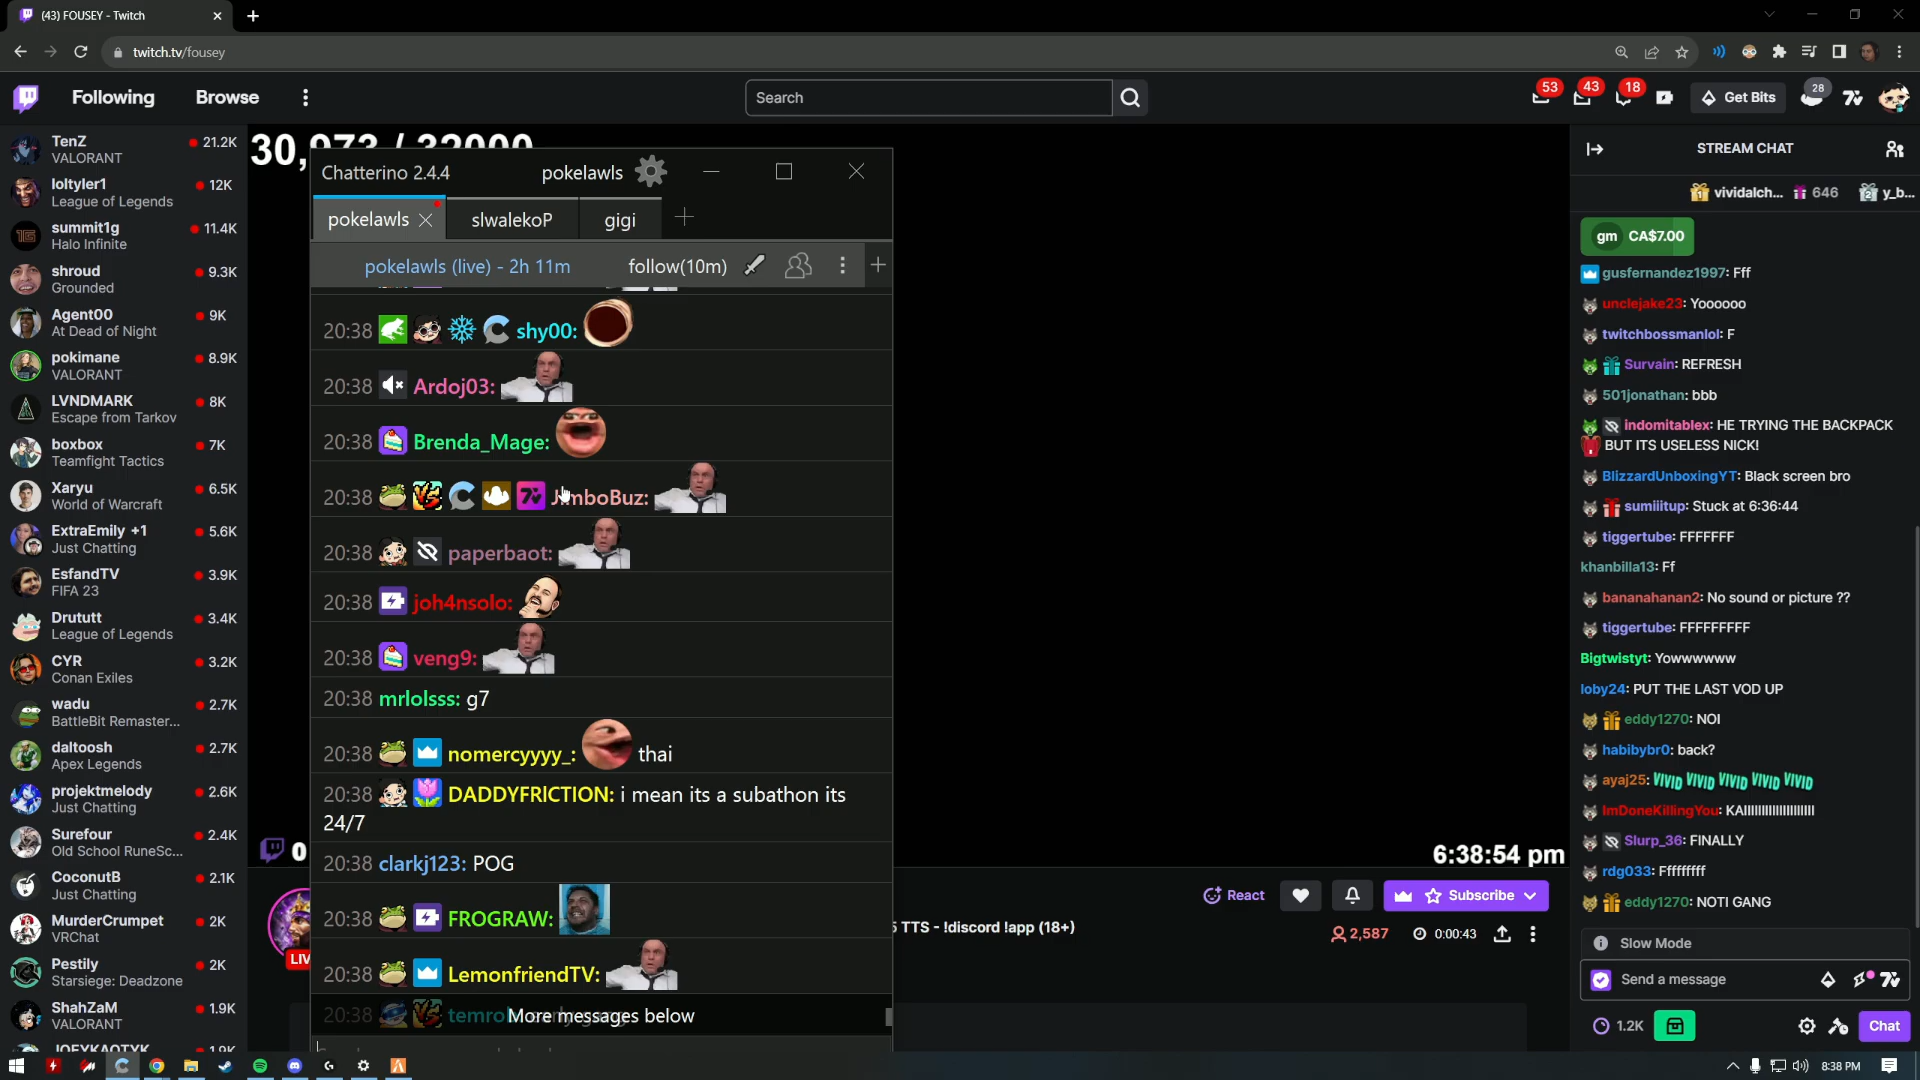 (43) FOUSEY - Twitch
twitch.tv/fousey
Following
Browse
Search
53
43
18
Get Bits
28
TenZ
21.2K
VALORANT
loltyler1
12K
League of Legends
summit1g
11.4K
Halo Infinite
shroud
9.3K
Grounded
Agent00
9K
At Dead of Night
pokimane
8.9K
VALORANT
LVNDMARK
8K
Escape from Tarkov
boxbox
7K
Teamfight Tactics
Xaryu
6.5K
World of Warcraft
ExtraEmily +1
5.6K
Just Chatting
EsfandTV
3.9K
FIFA 23
Drututt
3.4K
League of Legends
CYR
3.2K
Conan Exiles
wadu
2.7K
BattleBit Remaster...
daltoosh
2.7K
Apex Legends
projektmelody
2.6K
Just Chatting
Surefour
2.4K
Old School RuneSc...
CoconutB
2.1K
Just Chatting
MurderCrumpet
2K
VRChat
Pestily
2K
Starsiege: Deadzone
ShahZaM
1.9K
VALORANT
JOEYKAOTYK
1.9K
30,973 / 32000
Chatterino 2.4.4
pokelawls
pokelawls
slwalekoP
gigi
pokelawls (live) - 2h 11m
follow(10m)
20:38 shy00:
20:38 Ardoj03:
20:38 Brenda_Mage:
20:38 JimboBuz:
20:38 paperbaot:
20:38 joh4nsolo:
20:38 veng9:
20:38 mrlolsss: g7
20:38 nomercyyyy_: thai
20:38 DADDYFRICTION: i mean its a subathon its
24/7
20:38 clarkj123: POG
20:38 FROGRAW:
20:38 LemonfriendTV:
20:38
More messages below
0
6:38:54 pm
LIV
React
Subscribe
TTS - !discord !app (18+)
2,587
0:00:43
STREAM CHAT
vividalch... 646
y_b...
gm CA$7.00
gusfernandez1997: Fff
unclejake23: Yoooooo
twitchbossmanlol: F
Survain: REFRESH
501jonathan: bbb
indomitablex: HE TRYING THE BACKPACK
BUT ITS USELESS NICK!
BlizzardUnboxingYT: Black screen bro
sumiiitup: Stuck at 6:36:44
tiggertube: FFFFFFF
khanbilla13: Ff
bananahanan2: No sound or picture ??
tiggertube: FFFFFFFFF
Bigtwistyt: Yowwwwww
loby24: PUT THE LAST VOD UP
eddy1270: NOI
habibybr0: back?
ayaj25: VIVID VIVID VIVID VIVID VIVID
ImDoneKillingYou:
Slurp_36: FINALLY
rdg033: Ffffffff
eddy1270: NOTI GANG
Slow Mode
Send a message
1.2K
Chat
8:38 PM